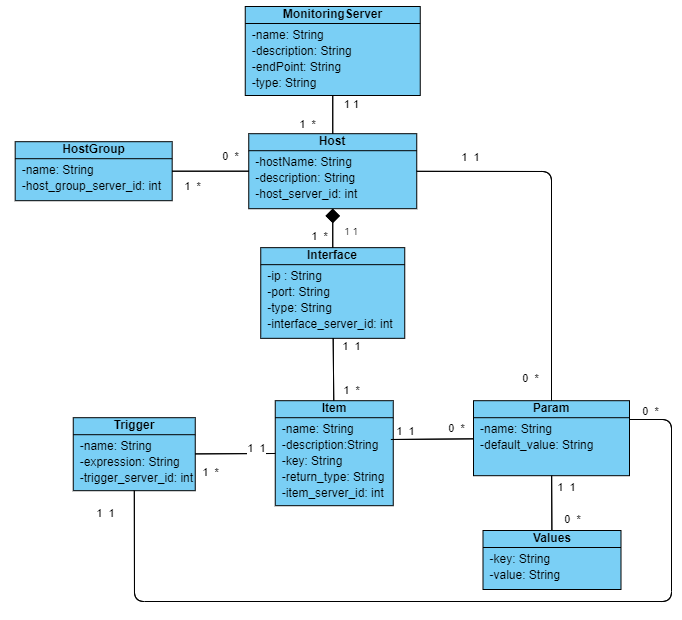 MonitoringServer
-name: String
-description: String
-endPoint: String
-type: String
1 1
1 *
HostGroup
-name: String
-host_group_server_id: int
0 *
1 *
Host
-hostName: String
-description: String
-host_server_id: int
1 1
1 *
1 1
Interface
-ip : String
-port: String
-type: String
-interface_server_id: int
1 1
1 *
0 *
Trigger
-name: String
-expression: String
-trigger_server_id: int
1 1
1 *
Item
-name: String
-description:String
-key: String
-return_type: String
-item_server_id: int
1 1
0 *
Param
-name: String
-default_value: String
0 *
1 1
1 1
0 *
Values
-key: String
-value: String